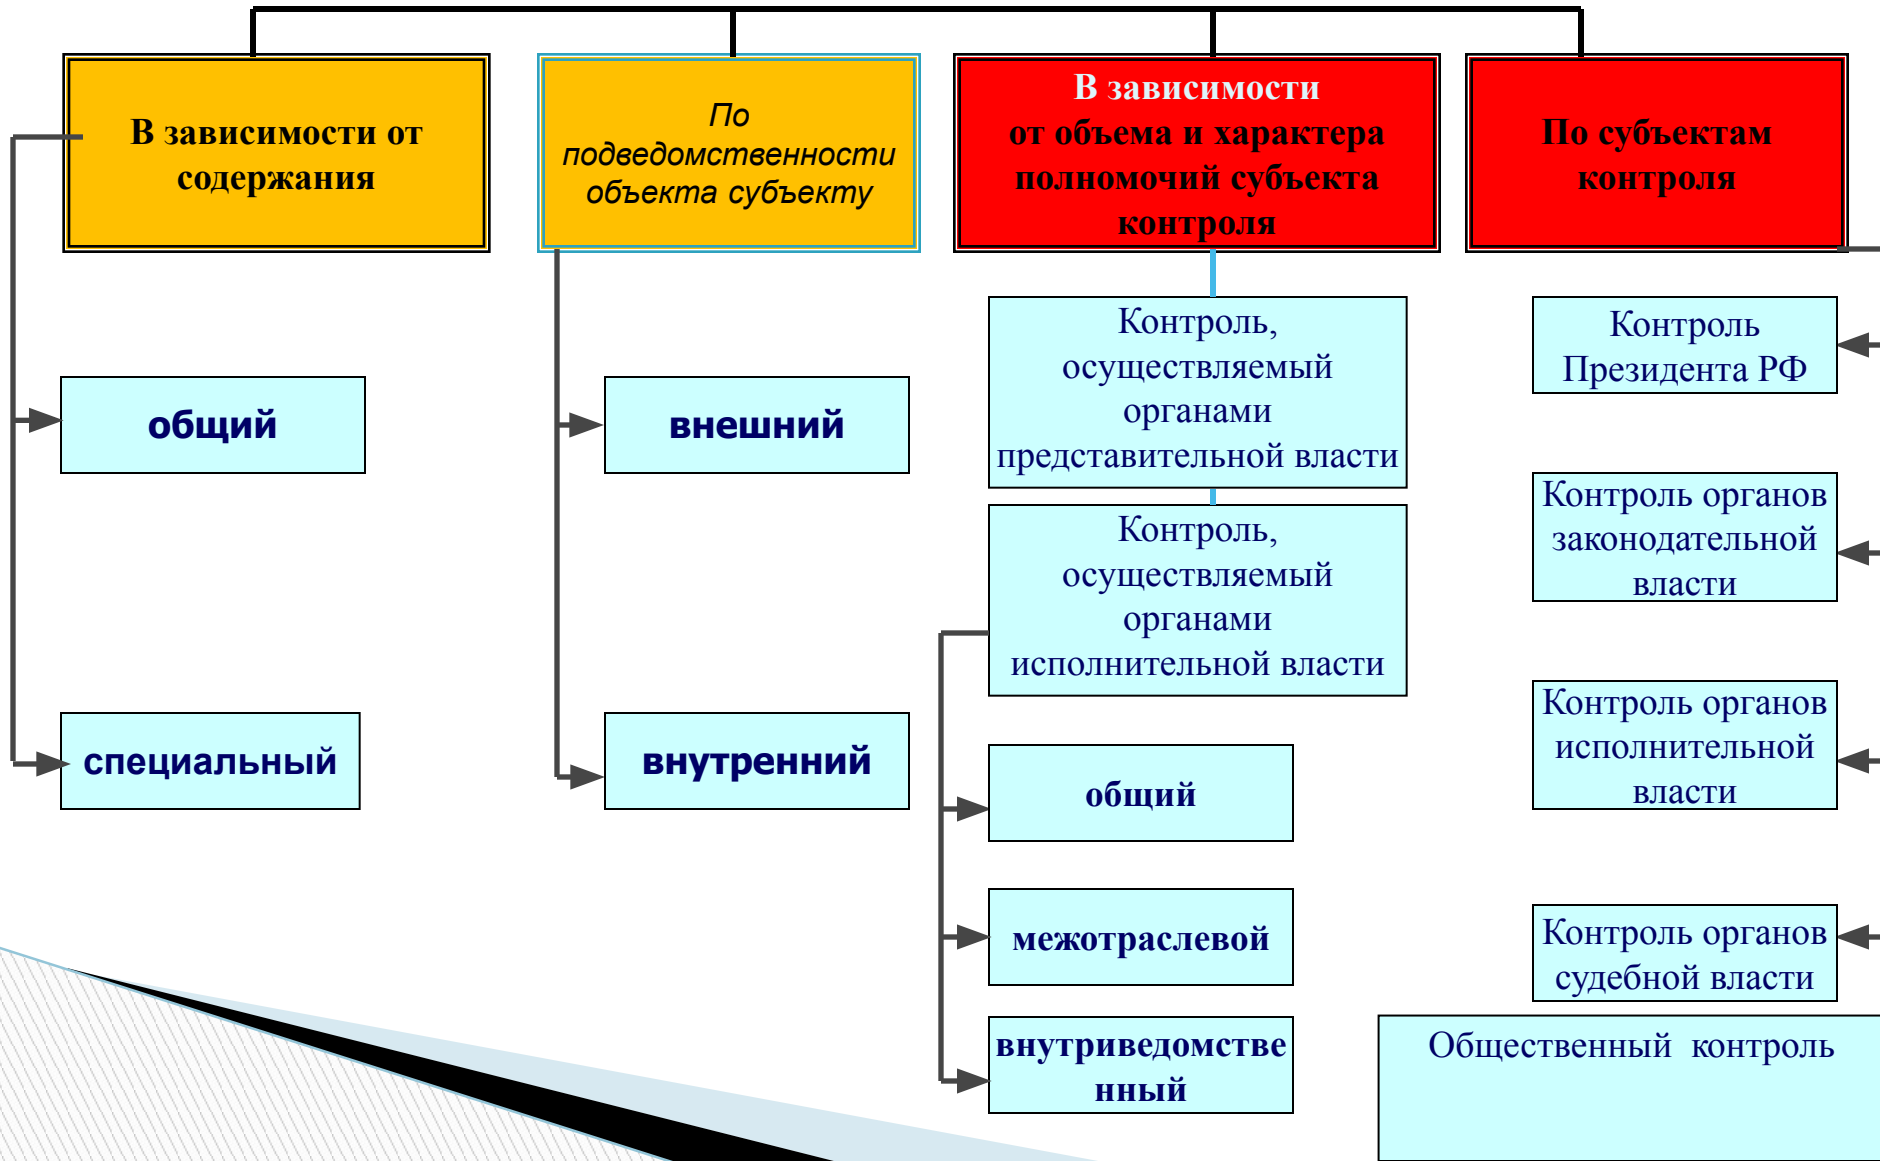 В зависимости от
содержания
общий
специальный
По
подведомственности
объекта субъекту
внешний
внутренний
В зависимости
от объема и характера
полномочий субъекта
контроля
Контроль,
осуществляемый
органами
представительной власти
Контроль,
осуществляемый
органами
исполнительной власти
общий
межотраслевой
внутриведомстве
нный
По субъектам
контроля
Контроль
Президента РФ
Контроль органов
законодательной
власти
Контроль органов
исполнительной
власти
Контроль органов
судебной власти
Общественный контроль